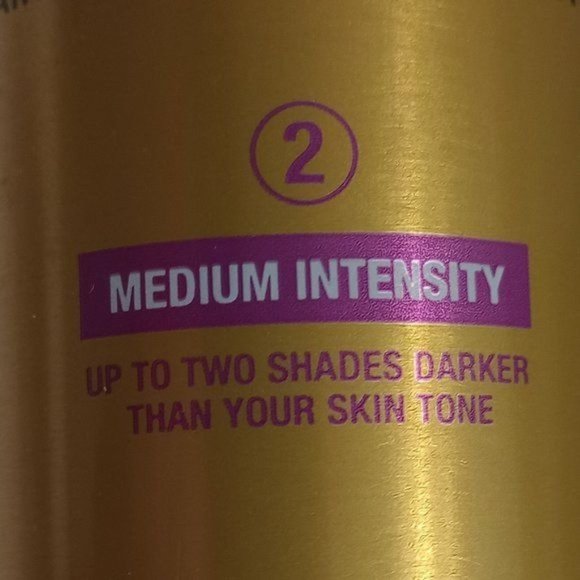 2
MEDIUM INTENSITY
UP TO TWO SHADES DARKER
THAN YOUR SKIN TONE